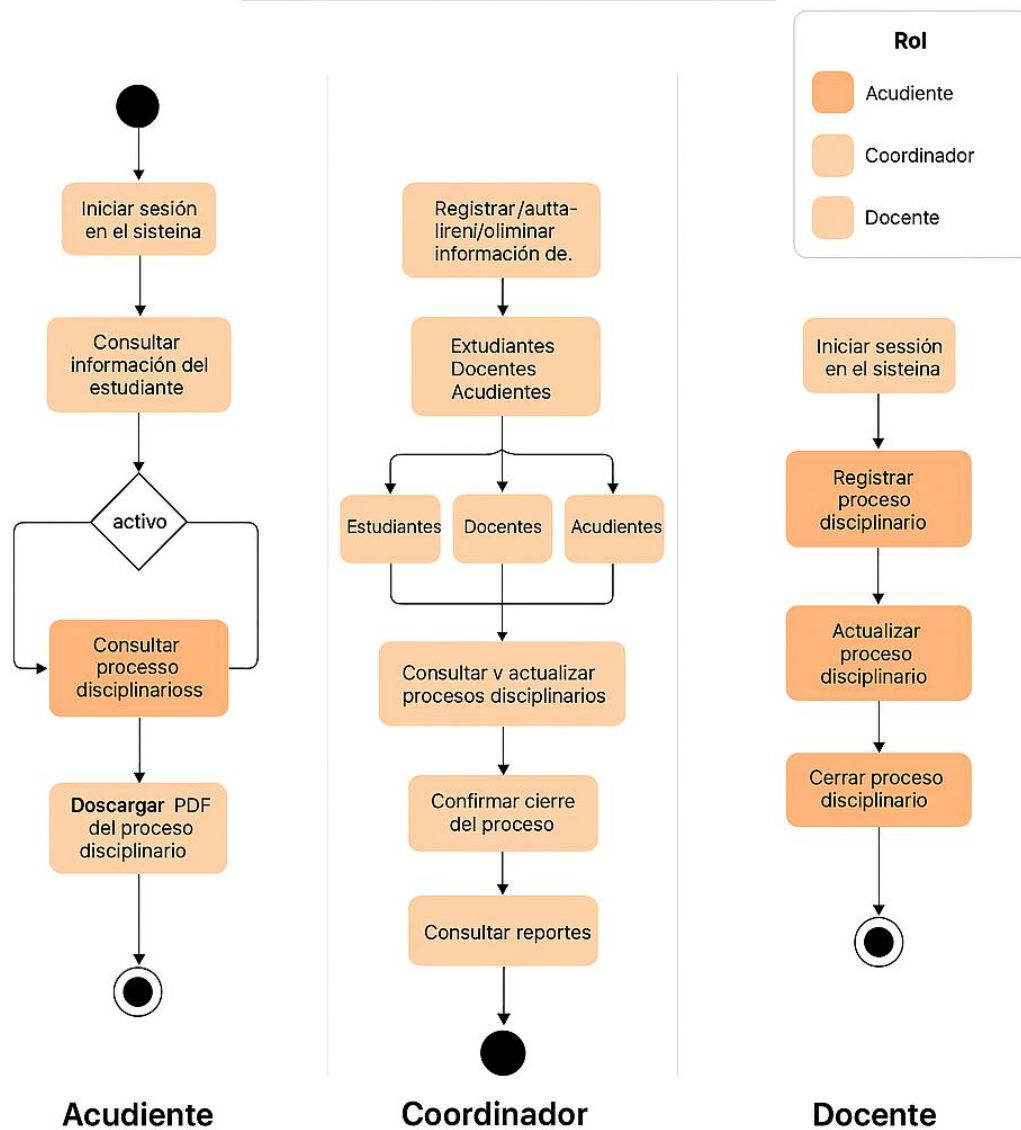 Rol
Acudiente
Coordinador
Docente
Iniciar sesión
en el sisteina
Consultar
información del
estudiante
activo
Consultar
processo
disciplinarioss
Doscargar PDF
del proceso
disciplinario
Acudiente
Registrar/autta-
lireni/oliminar
información de.
Extudiantes
Docentes
Acudientes
Estudiantes
Docentes
Acudientes
Consultar v actualizar
procesos disciplinarios
Confirmar cierre
del proceso
Consultar reportes
Coordinador
Iniciar sessión
en el sisteina
Registrar
proceso
disciplinario
Actualizar
proceso
disciplinario
Cerrar proceso
disciplinario
Docente